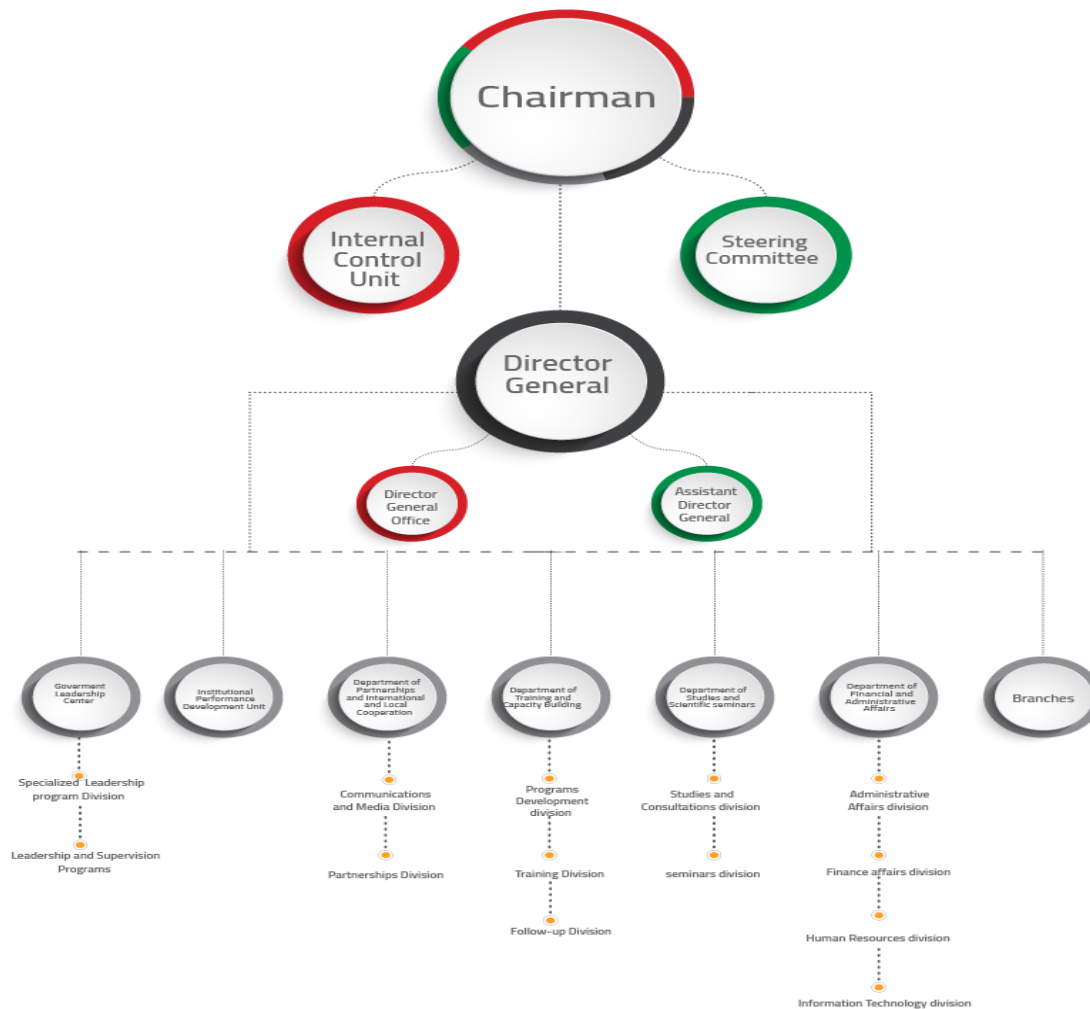 Chairman
Internal
Control
Unit
Steering
Committee
Director
General
Director
General
Office
Assistant
Director
General
Goverment
Leadership
Center
Institutional
Performance
Development Unit
Department of
Partnerships
and International
and Local
Cooperation
Department of
Training and
Capacity Building
Department of
Studies and
Scientific seminars
Department of
Financial and
Administrative
Affairs
Branches
Specialized Leadership
program Division
Leadership and Supervision
Programs
Communications
and Media Division
Partnerships Division
Programs
Development
division
Training Division
Follow-up Division
Studies and
Consultations division
seminars division
Administrative
Affairs division
Finance affairs division
Human Resources division
Information Technology division